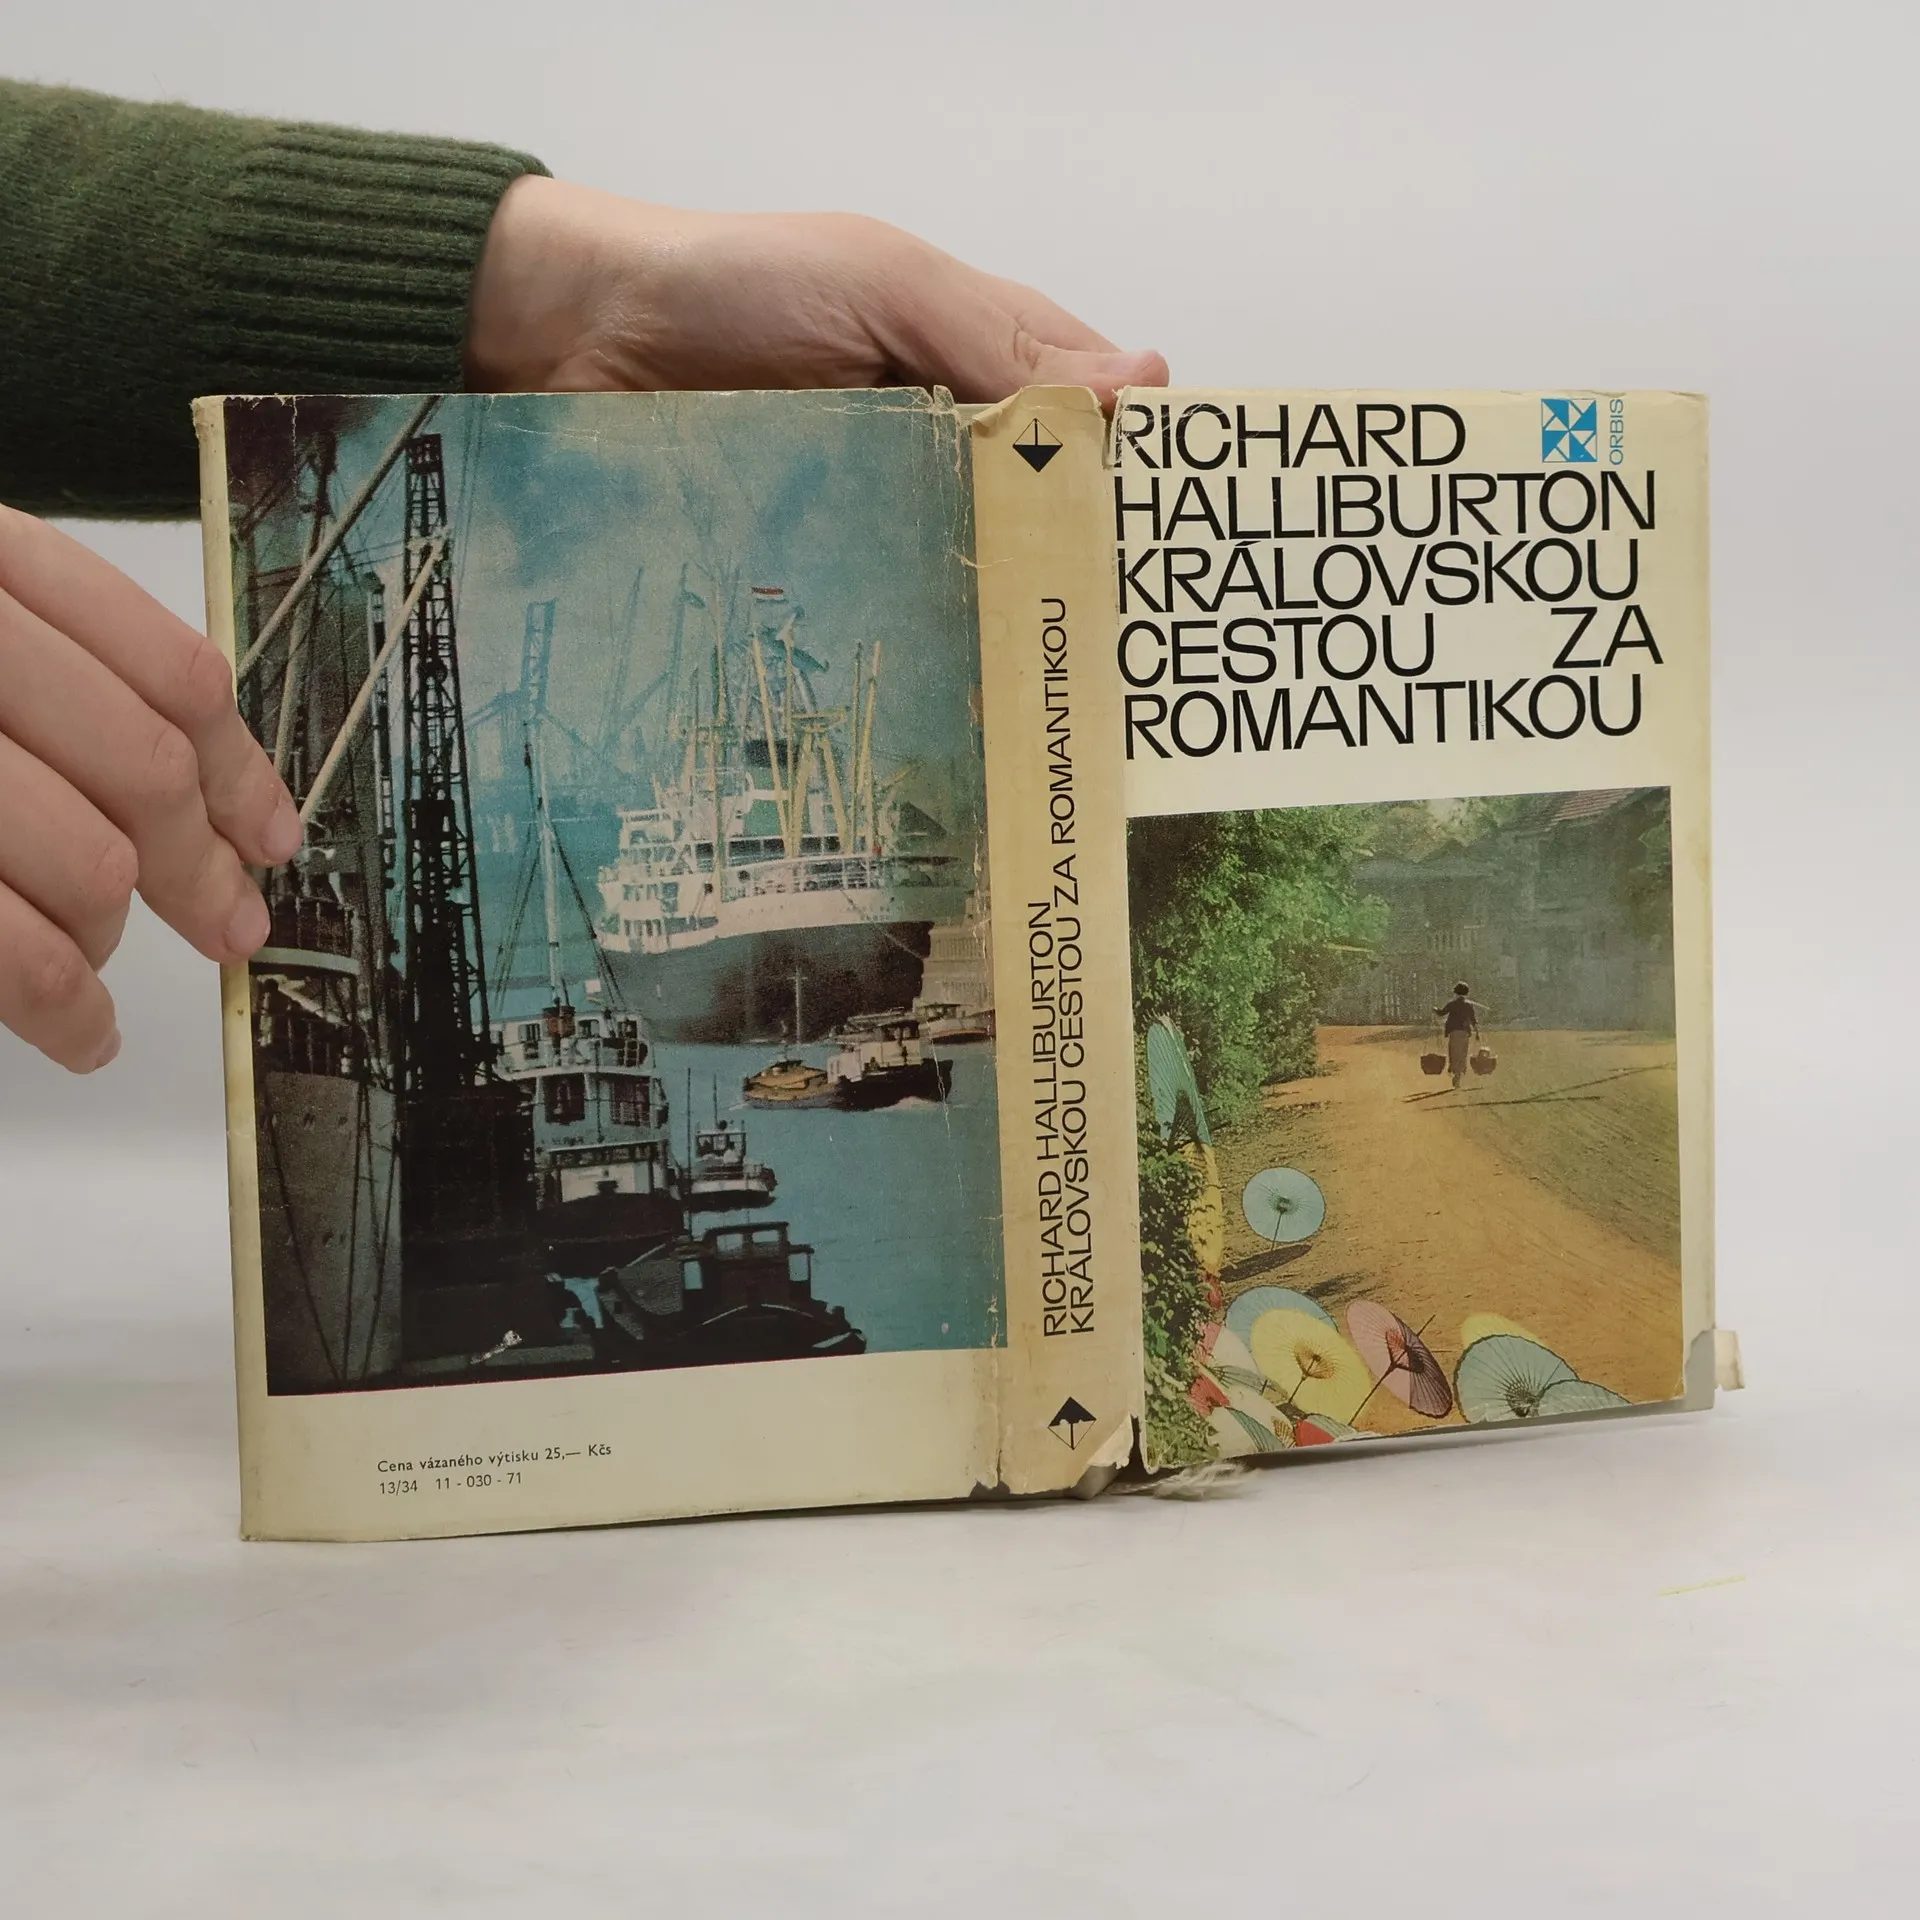 RICHARD
HALLIBURTON
KRÁLOVSKOU
CESTOU ZA
ROMANTIKOU
ORBIS
RICHARD HALLIBURTON
KRÁLOVSKOU CESTOU ZA ROMANTIKOU
Cena vázaného výtisku 25,— Kčs
13/34 11 - 030 - 71